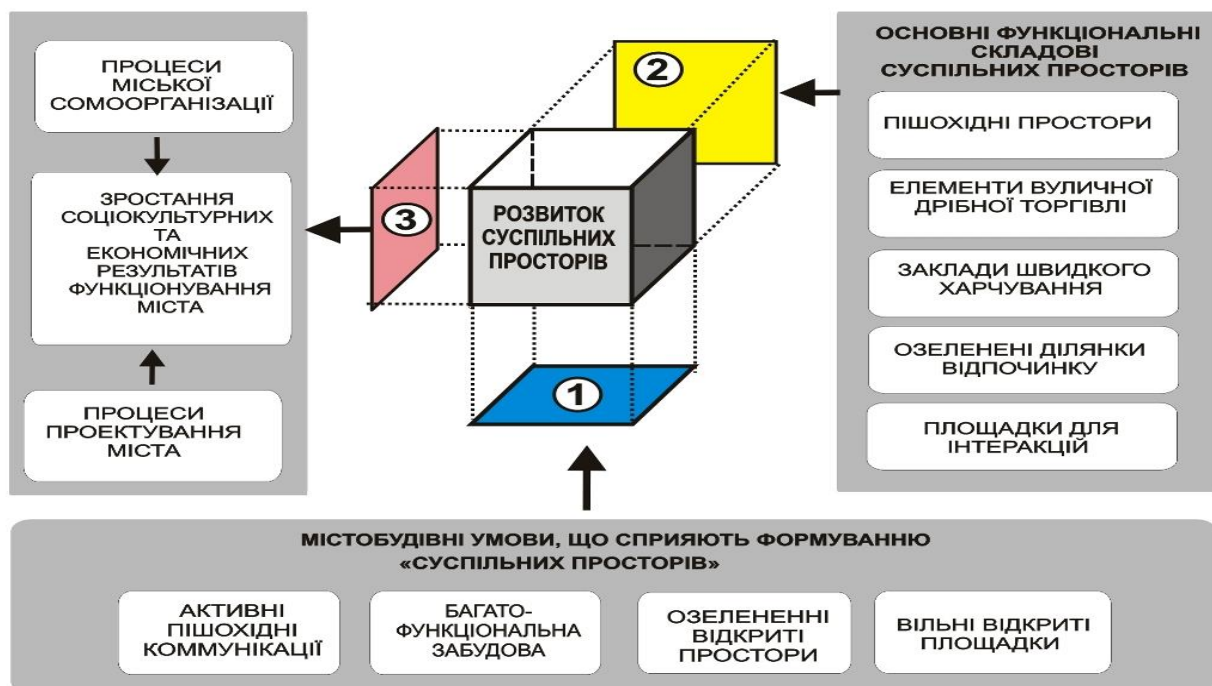 ПРОЦЕСИ
МІСЬКОЇ
СОМООРГАНІЗАЦІЇ
ЗРОСТАННЯ
СОЦІОКУЛЬТУРНИХ
ТА
ЕКОНОМІЧНИХ
РЕЗУЛЬТАТІВ
ФУНКЦІОНУВАННЯ
МІСТА
ПРОЦЕСИ
ПРОЕКТУВАННЯ
МІСТА
2
3
РОЗВИТОК
СУСПІЛЬНИХ
ПРОСТОРІВ
1
ОСНОВНІ ФУНКЦІОНАЛЬНІ
СКЛАДОВІ
СУСПІЛЬНИХ ПРОСТОРІВ
ПІШОХІДНІ ПРОСТОРИ
ЕЛЕМЕНТИ ВУЛИЧНОЇ
ДРІБНОЇ ТОРГІВЛІ
ЗАКЛАДИ ШВИДКОГО
ХАРЧУВАННЯ
ОЗЕЛЕНЕНІ ДІЛЯНКИ
ВІДПОЧИНКУ
ПЛОЩАДКИ ДЛЯ
ІНТЕРАКЦІЙ
МІСТОБУДІВНІ УМОВИ, ЩО СПРИЯЮТЬ ФОРМУВАННЮ
«СУСПІЛЬНИХ ПРОСТОРІВ»
АКТИВНІ
ПІШОХІДНІ
КОММУНІКАЦІЇ
БАГАТО-
ФУНКЦІОНАЛЬНА
ЗАБУДОВА
ОЗЕЛЕНЕННІ
ВІДКРИТІ
ПРОСТОРИ
ВІЛЬНІ ВІДКРИТІ
ПЛОЩАДКИ